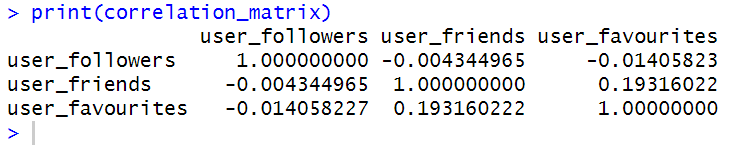 > print(correlation_matrix)
user_followers user_friends user_favourites
user_followers 1.000000000 -0.004344965 -0.01405823
user_friends -0.004344965 1.000000000 0.19316022
user_favourites -0.014058227 0.193160222 1.00000000
>